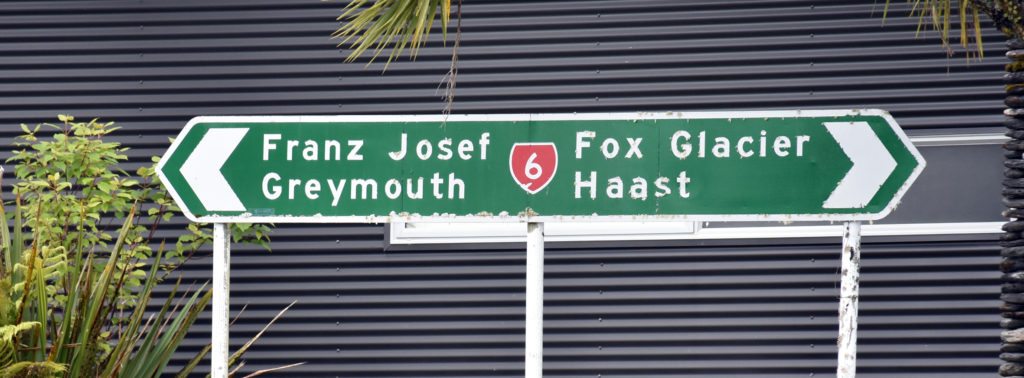 Franz Josef
Greymouth
6
Fox Glacier
Haast